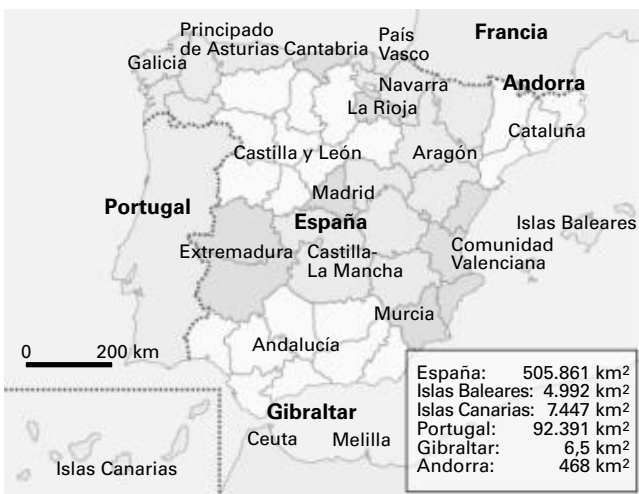 Principado
de Asturias
Cantabria
País
Vasco
Francia
Galicia
Navarra
Andorra
La Rioja
Cataluña
Castilla y León
Aragón
Madrid
Portugal
España
Islas Baleares
Extremadura
Castilla-
La Mancha
Comunidad
Valenciana
Murcia
0 200 km
Andalucía
España: 505.861 km²
Islas Baleares: 4.992 km²
Islas Canarias: 7.447 km²
Portugal: 92.391 km²
Gibraltar: 6,5 km²
Andorra: 468 km²
Gibraltar
Ceuta
Melilla
Islas Canarias